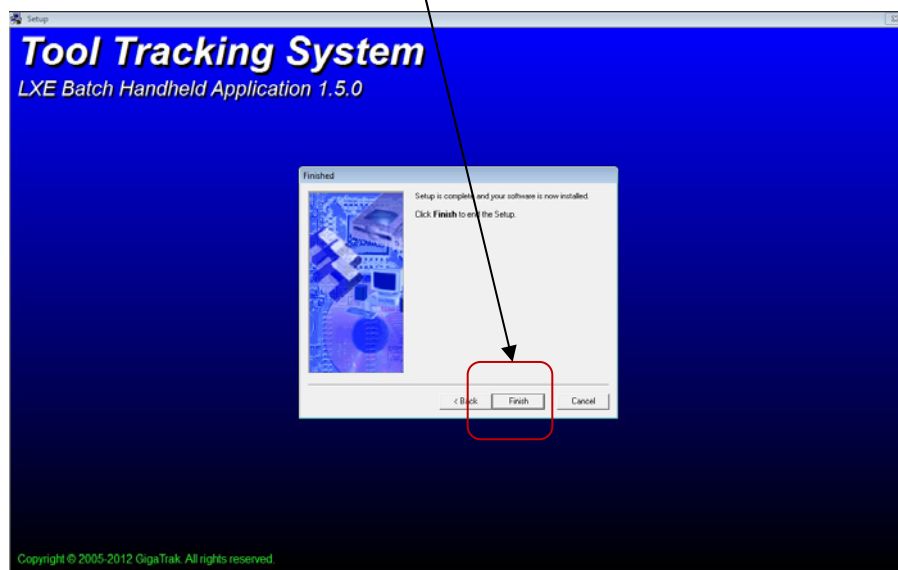 Setup
Tool Tracking System
LXE Batch Handheld Application 1.5.0
Finished
Setup is complete and your software is now installed.
Click Finish to end the Setup.
< Back
Finish
Cancel
Copyright © 2005-2012 GigaTrak. All rights reserved.